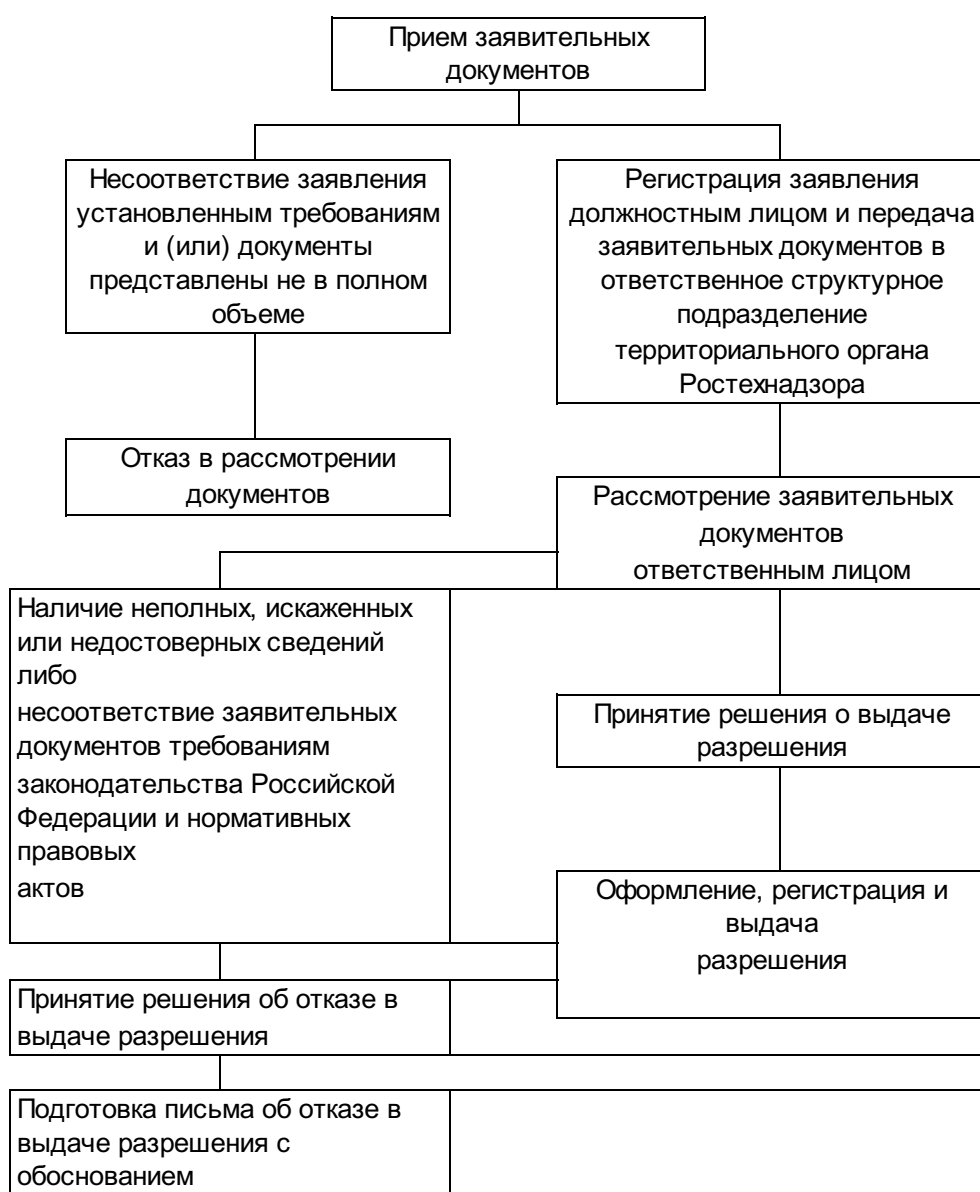 Прием заявительных
документов
Несоответствие заявления
установленным требованиям
и (или) документы
представлены не в полном
объеме
Регистрация заявления
должностным лицом и передача
заявительных документов в
ответственное структурное
подразделение
территориального органа
Ростехнадзора
Отказ в рассмотрении
документов
Рассмотрение заявительных
документов
ответственным лицом
Наличие неполных, искаженных
или недостоверных сведений
либо
несоответствие заявительных
документов требованиям
законодательства Российской
Федерации и нормативных
правовых
актов
Принятие решения о выдаче
разрешения
Оформление, регистрация и
выдача
разрешения
Принятие решения об отказе в
выдаче разрешения
Подготовка письма об отказе в
выдаче разрешения с
обоснованием